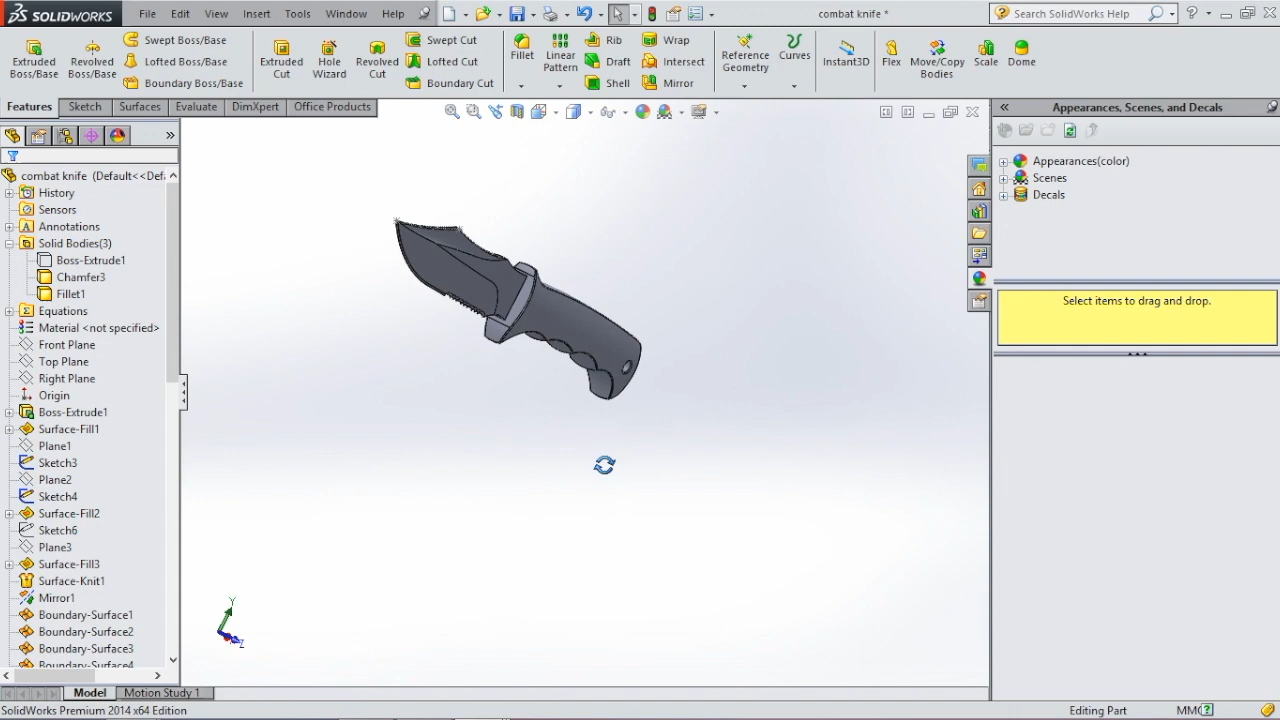 SOLIDWORKS File Edit View Insert Tools Window Help combat knife * Search SolidWorks Help
Extruded Boss/Base
Revolved Boss/Base
Swept Boss/Base
Lofted Boss/Base
Boundary Boss/Base
Extruded Cut
Hole Wizard
Revolved Cut
Swept Cut
Lofted Cut
Boundary Cut
Fillet
Linear Pattern
Rib
Draft
Shell
Wrap
Intersect
Mirror
Reference Geometry
Curves
Instant3D
Flex
Move/Copy Bodies
Scale
Dome
Features Sketch Surfaces Evaluate DimXpert Office Products
Appearances, Scenes, and Decals
combat knife (Default<<Def
History
Sensors
Annotations
Solid Bodies(3)
Boss-Extrude1
Chamfer3
Fillet1
Equations
Material <not specified>
Front Plane
Top Plane
Right Plane
Origin
Boss-Extrude1
Surface-Fill1
Plane1
Sketch3
Plane2
Sketch4
Surface-Fill2
Sketch6
Plane3
Surface-Fill3
Surface-Knit1
Mirror1
Boundary-Surface1
Boundary-Surface2
Boundary-Surface3
Boundary-Surface4
Y
Z
Appearances(color)
Scenes
Decals
Select items to drag and drop.
Model Motion Study 1
SolidWorks Premium 2014 x64 Edition Editing Part